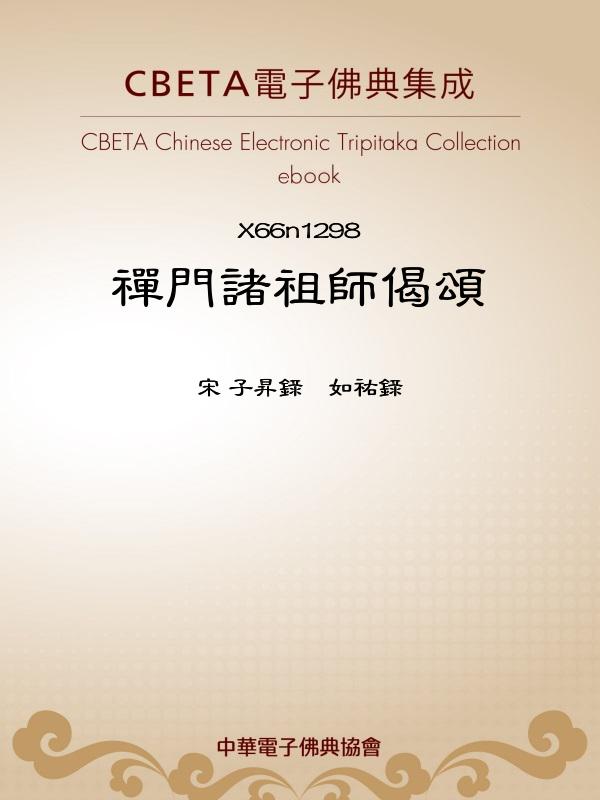 CBETA電子佛典集成
CBETA Chinese Electronic Tripitaka Collection
ebook
X66n1298
禪門諸祖師偈頌
宋 子昇錄 如祐錄
中華電子佛典協會